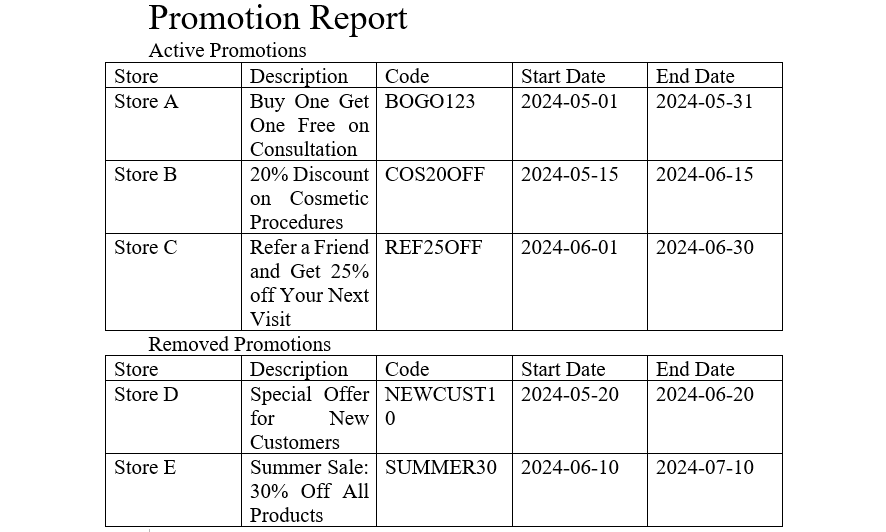 Promotion Report
Active Promotions
Store Description Code Start Date End Date
Store A Buy One Get BOGO123 2024-05-01 2024-05-31
One Free on
Consultation
Store B 20% Discount COS20OFF 2024-05-15 2024-06-15
on Cosmetic
Procedures
Store C Refer a Friend REF25OFF 2024-06-01 2024-06-30
and Get 25%
off Your Next
Visit
Removed Promotions
Store Description Code Start Date End Date
Store D Special Offer NEWCUST1 2024-05-20 2024-06-20
for New 0
Customers
Store E Summer Sale: SUMMER30 2024-06-10 2024-07-10
30% Off All
Products